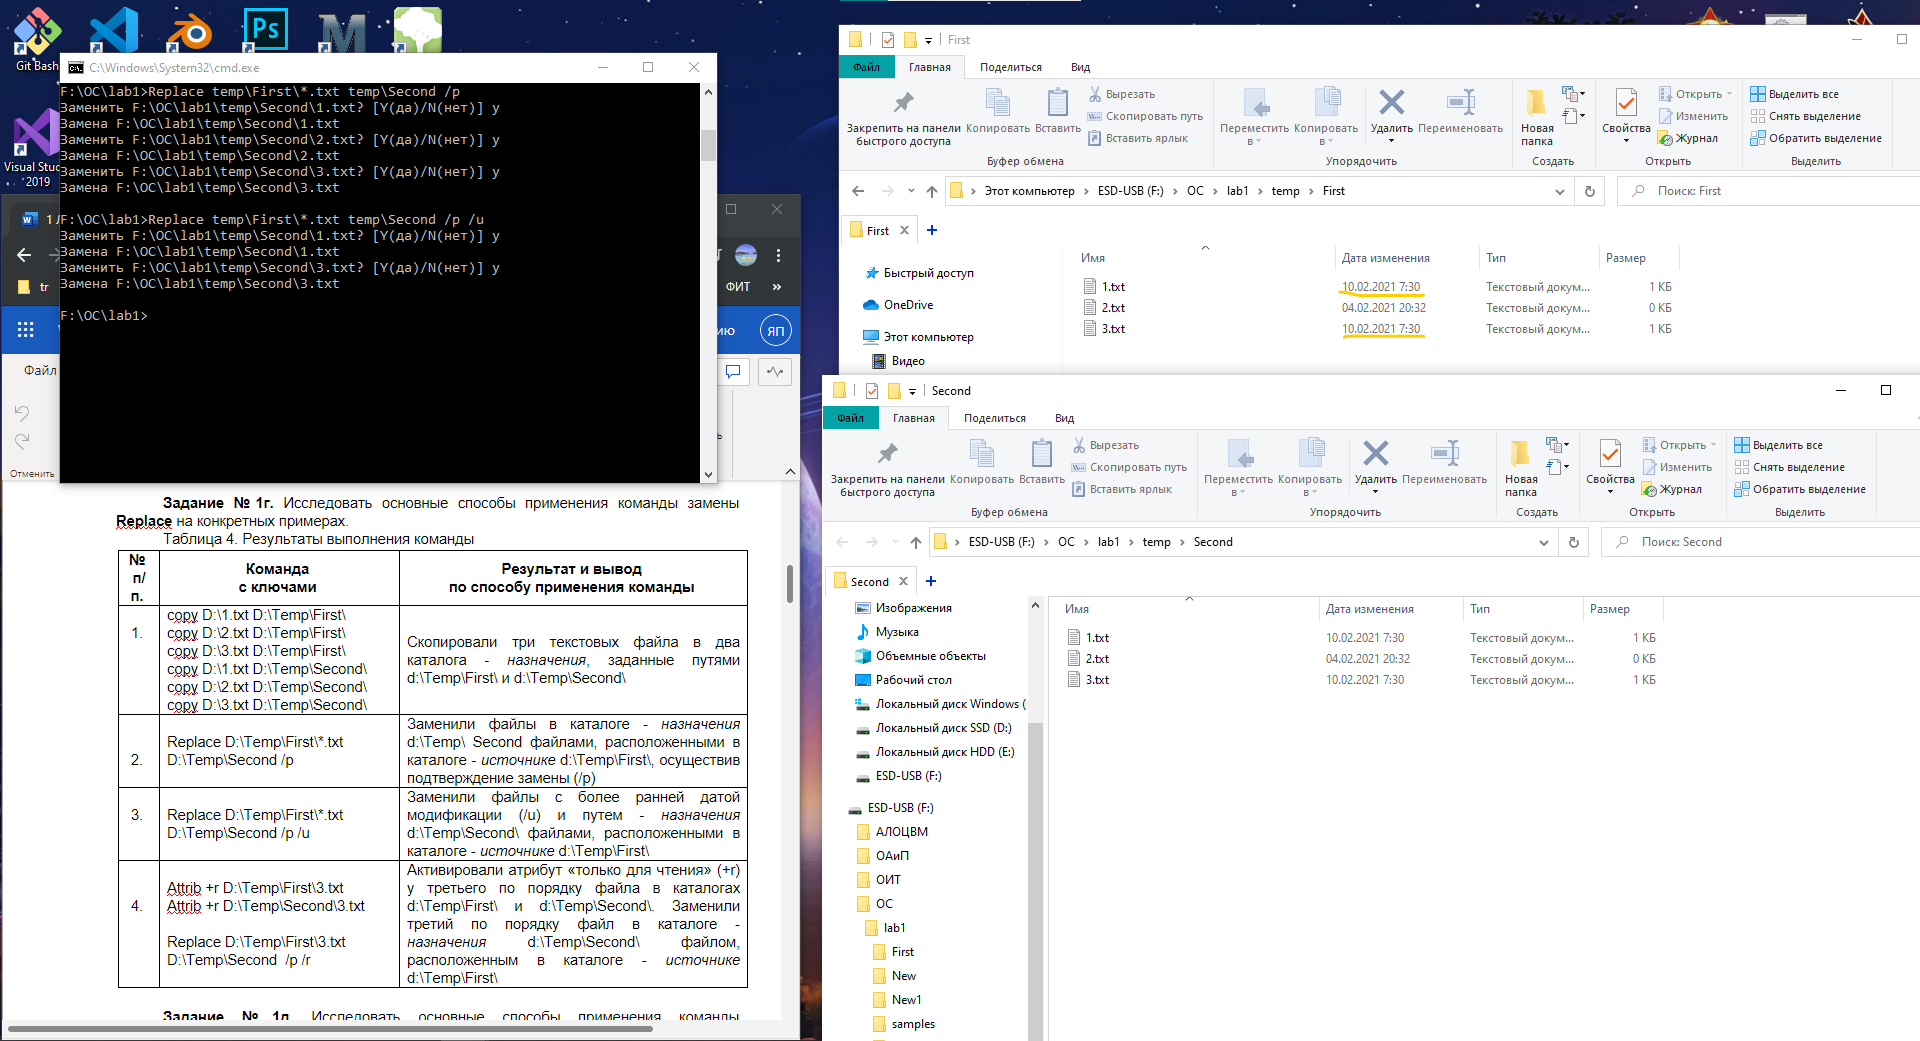 Git Bash
Visual Stud
2019
Ps
C:\Windows\System32\cmd.exe
F:\OC\lab1>Replace temp\First\*.txt temp\Second /p
Заменить F:\OC\lab1\temp\Second\1.txt? [Y(да)/N(нет)] y
Замена F:\OC\lab1\temp\Second\1.txt
Заменить F:\OC\lab1\temp\Second\2.txt? [Y(да)/N(нет)] y
Замена F:\OC\lab1\temp\Second\2.txt
Заменить F:\OC\lab1\temp\Second\3.txt? [Y(да)/N(нет)] y
Замена F:\OC\lab1\temp\Second\3.txt
F:\OC\lab1>Replace temp\First\*.txt temp\Second /p /u
Заменить F:\OC\lab1\temp\Second\1.txt? [Y(да)/N(нет)] y
Замена F:\OC\lab1\temp\Second\1.txt
Заменить F:\OC\lab1\temp\Second\3.txt? [Y(да)/N(нет)] y
Замена F:\OC\lab1\temp\Second\3.txt
F:\OC\lab1>
tr
ФИТ
ЯП
Файл
Отменить
Задание № 1г. Исследовать основные способы применения команды замены
Replace на конкретных примерах.
Таблица 4. Результаты выполнения команды
№ п/п.
Команда
с ключами
Результат и вывод
по способу применения команды
1.
copy D:\1.txt D:\Temp\First\
copy D:\2.txt D:\Temp\First\
copy D:\3.txt D:\Temp\First\
copy D:\1.txt D:\Temp\Second\
copy D:\2.txt D:\Temp\Second\
copy D:\3.txt D:\Temp\Second\
Скопировали три текстовых файла в два
каталога - назначения, заданные путями
d:\Temp\First\ и d:\Temp\Second\
2.
Replace D:\Temp\First\*.txt
D:\Temp\Second /p
Заменили файлы в каталоге - назначения
d:\Temp\ Second файлами, расположенными в
каталоге - источнике d:\Temp\First\, осуществив
подтверждение замены (/p)
3.
Replace D:\Temp\First\*.txt
D:\Temp\Second /p /u
Заменили файлы с более ранней датой
модификации (/u) и путем - назначения
d:\Temp\Second\ файлами, расположенными в
каталоге - источнике d:\Temp\First\
4.
Attrib +r D:\Temp\First\3.txt
Attrib +r D:\Temp\Second\3.txt
Replace D:\Temp\First\3.txt
D:\Temp\Second /p /r
Активировали атрибут «только для чтения» (+r)
у третьего по порядку файла в каталогах
d:\Temp\First\ и d:\Temp\Second\. Заменили
третий по порядку файл в каталоге -
назначения d:\Temp\Second\ файлом,
расположенным в каталоге - источнике
d:\Temp\First\
Задание № 1д. Исследовать основные способы применения команды
First
Файл Главная Поделиться Вид
Закрепить на панели
быстрого доступа
Копировать
Вставить
Вырезать
Скопировать путь
Вставить ярлык
Буфер обмена
Переместить
в
Копировать
в
Удалить
Переименовать
Упорядочить
Новая
папка
Создать
Свойства
Открыть
Изменить
Журнал
Открыть
Выделить все
Снять выделение
Обратить выделение
Выделить
Этот компьютер > ESD-USB (F:) > ОС > lab1 > temp > First
Поиск: First
First
Быстрый доступ
OneDrive
Этот компьютер
Видео
Имя Дата изменения Тип Размер
1.txt 10.02.2021 7:30 Текстовый докум... 1 КБ
2.txt 04.02.2021 20:32 Текстовый докум... 0 КБ
3.txt 10.02.2021 7:30 Текстовый докум... 1 КБ
Second
Файл Главная Поделиться Вид
Закрепить на панели
быстрого доступа
Копировать
Вставить
Вырезать
Скопировать путь
Вставить ярлык
Буфер обмена
Переместить
в
Копировать
в
Удалить
Переименовать
Упорядочить
Новая
папка
Создать
Свойства
Открыть
Изменить
Журнал
Открыть
Выделить все
Снять выделение
Обратить выделение
Выделить
ESD-USB (F:) > ОС > lab1 > temp > Second
Поиск: Second
Second
Изображения
Музыка
Объемные объекты
Рабочий стол
Локальный диск Windows (
Локальный диск SSD (D:)
Локальный диск HDD (E:)
ESD-USB (F:)
ESD-USB (F:)
АЛОЦВМ
ОАиП
ОИТ
ОС
lab1
First
New
New1
samples
Имя Дата изменения Тип Размер
1.txt 10.02.2021 7:30 Текстовый докум... 1 КБ
2.txt 04.02.2021 20:32 Текстовый докум... 0 КБ
3.txt 10.02.2021 7:30 Текстовый докум... 1 КБ